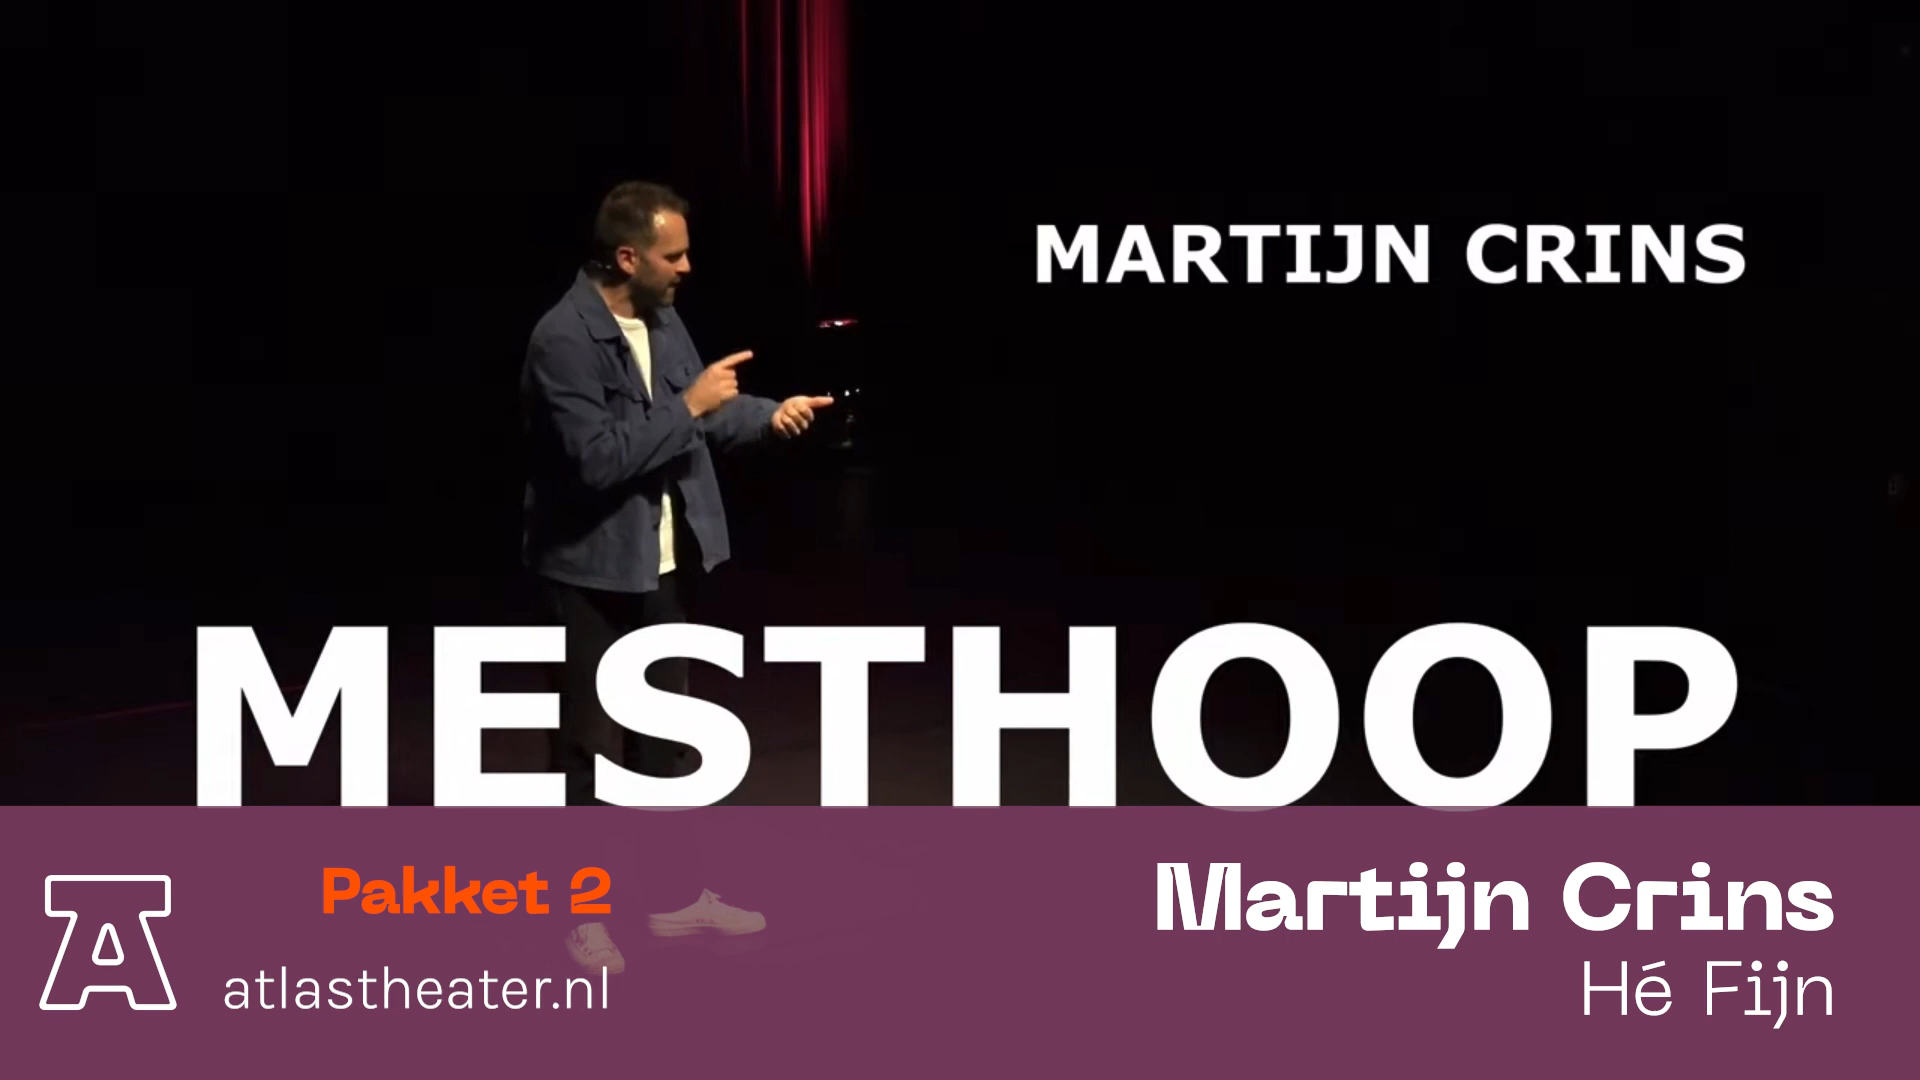 MARTIJN CRINS
MESTHOOP
Pakket 2
atlastheater.nl
Martijn Crins
Hé Fijn